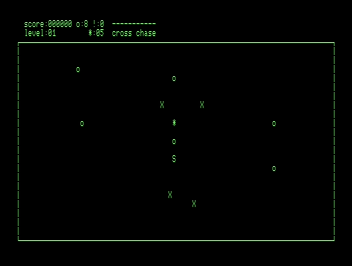 score:000000 o:8 !:0 -----------
level:01 *:05 cross chase
o
o
X X
o * o
o
S
o
X
X